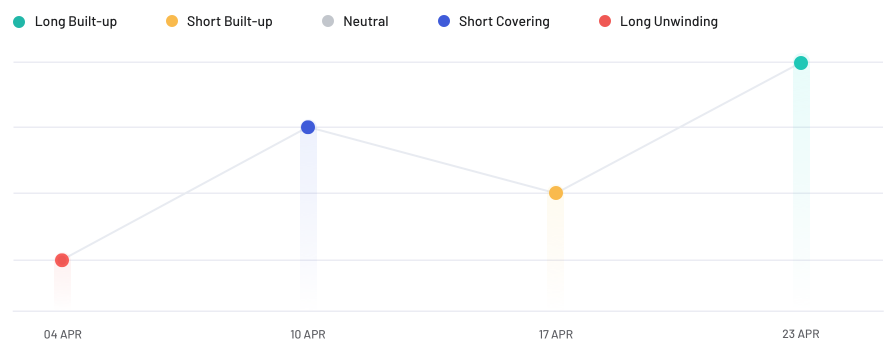 Long Built-up Short Built-up Neutral Short Covering Long Unwinding
04 APR 10 APR 17 APR 23 APR